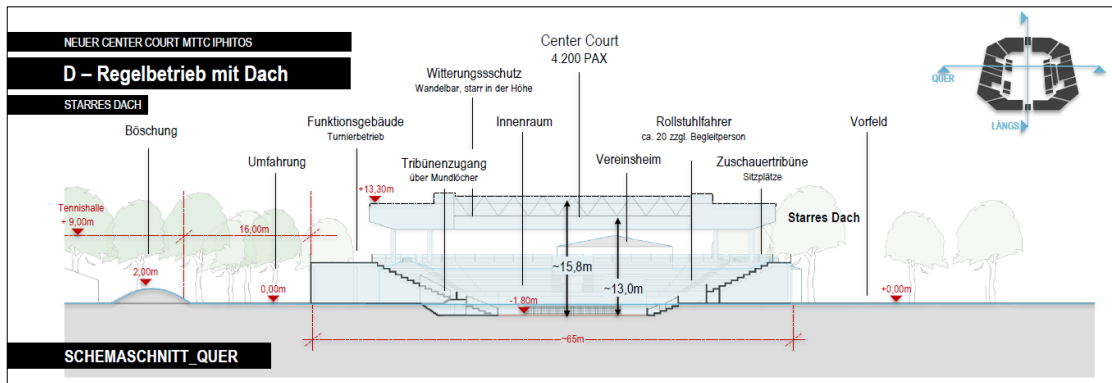 NEUER CENTER COURT MTTC IPHITOS
D – Regelbetrieb mit Dach
STARRES DACH
Center Court
4.200 PAX
QUER
LÄNGS
Witterungsschutz
Wandelbar, starr in der Höhe
Böschung
Funktionsgebäude
Turnierbetrieb
Innenraum
Rollstuhlfahrer
ca. 20 zzgl. Begleitperson
Vorfeld
Umfahrung
Tribünenzugang
über Mundlöcher
Vereinsheim
Zuschauertribüne
Sitzplätze
+13,30m
Tennishalle
+ 9,00m
16,00m
Starres Dach
~15,8m
~13,0m
2,00m
0,00m
-1,80m
+0,00m
~65m
SCHEMASCHNITT_QUER